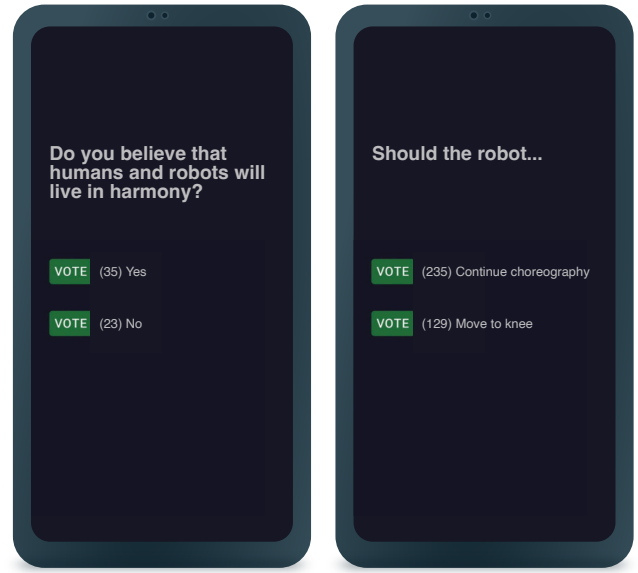 Do you believe that
humans and robots will
live in harmony?
VOTE (35) Yes
VOTE (23) No
Should the robot...
VOTE (235) Continue choreography
VOTE (129) Move to knee